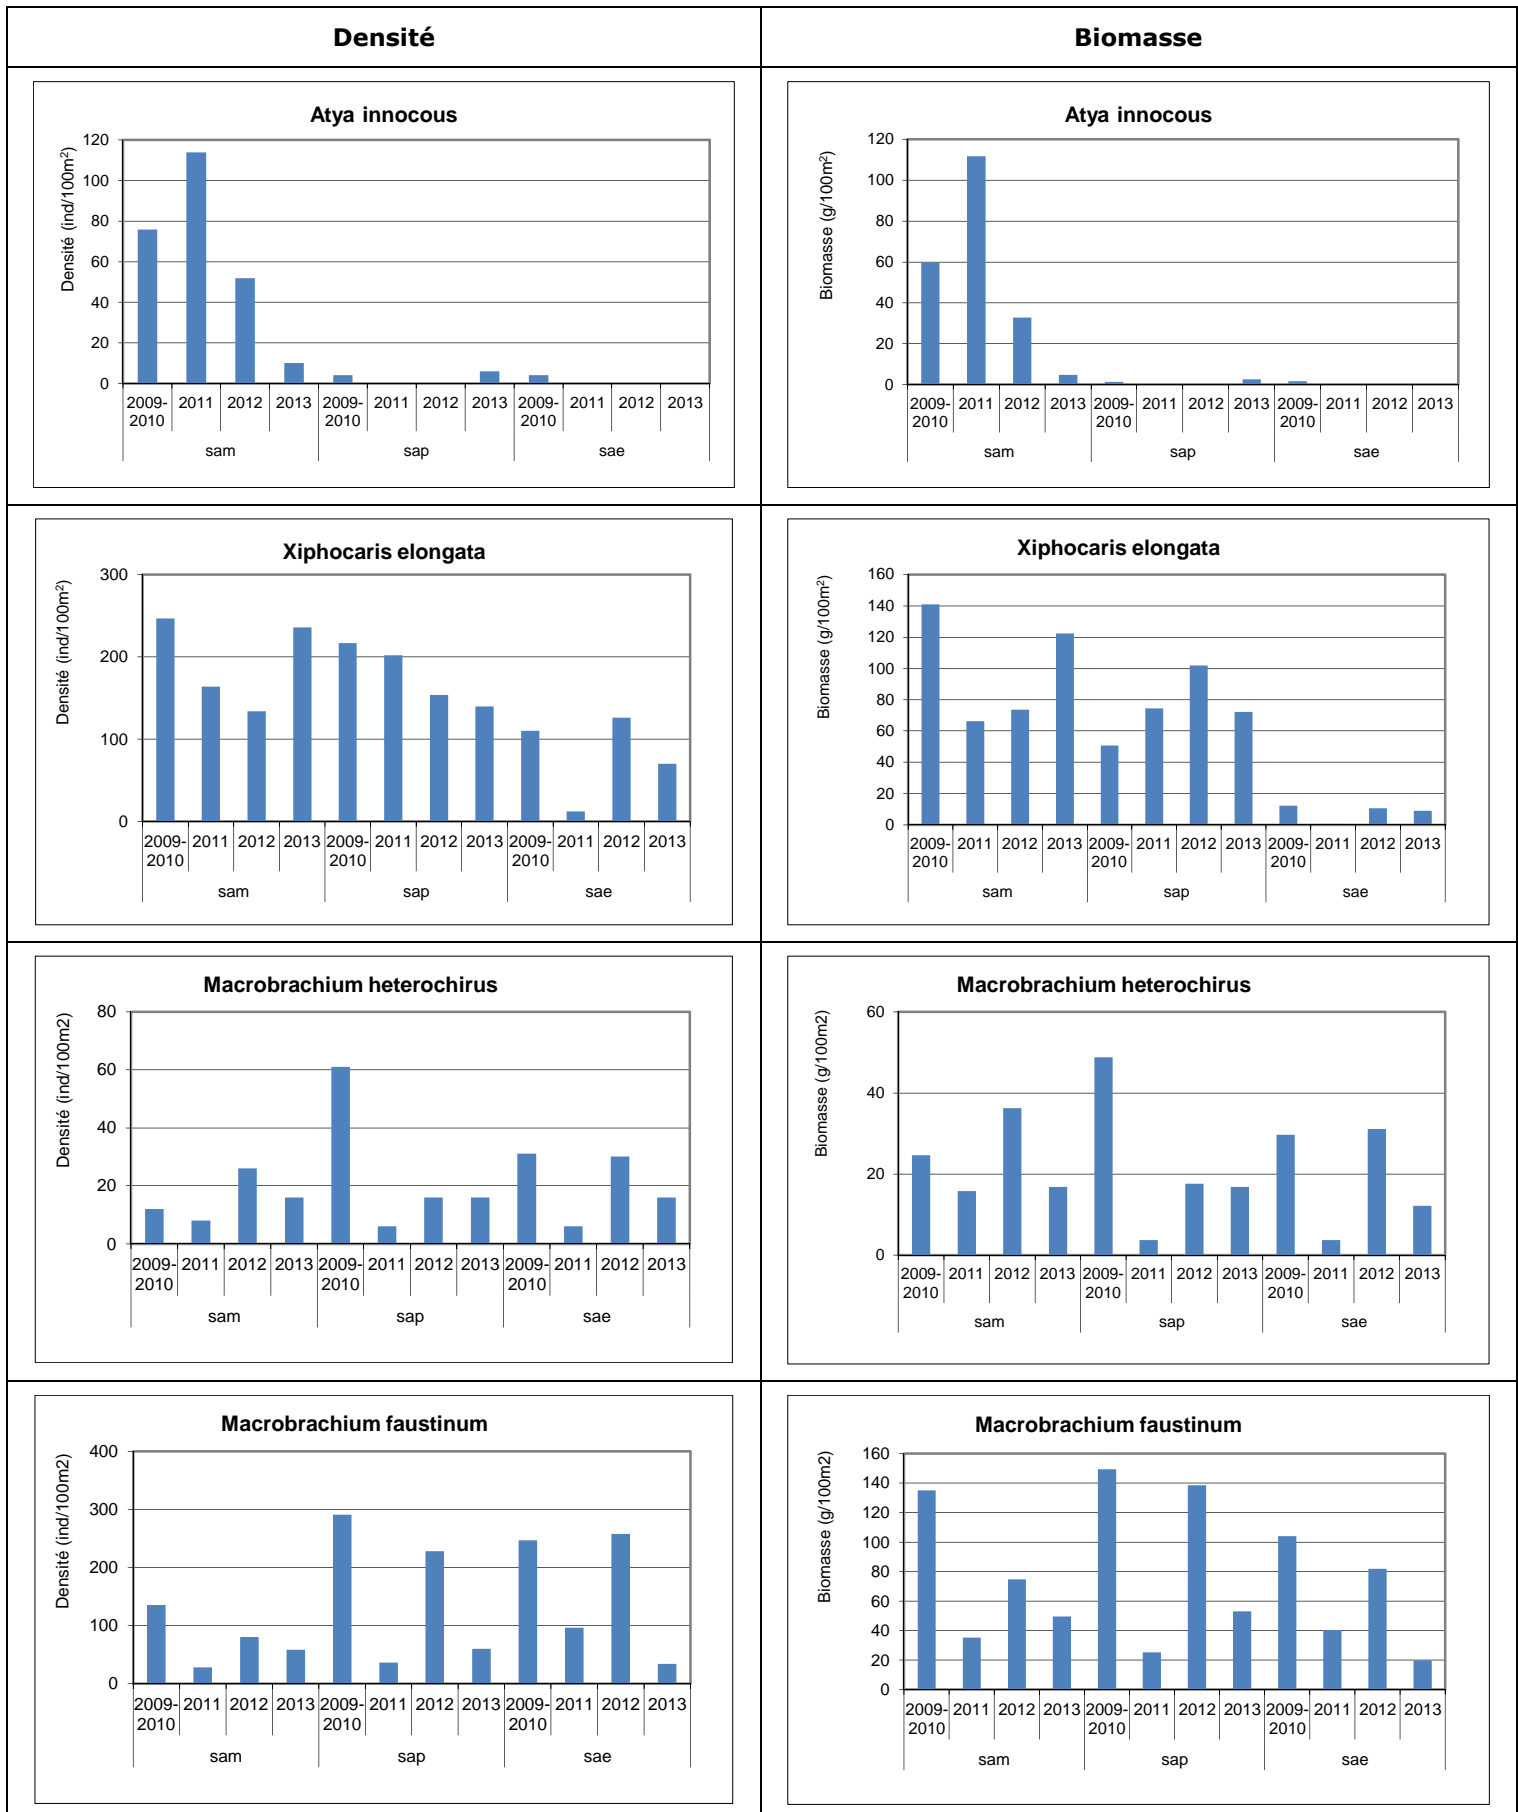 Densité
Biomasse
Atya innocous
Densité (ind/100m²)
120
100
80
60
40
20
0
2009-2010 2011 2012 2013 2009-2010 2011 2012 2013 2009-2010 2011 2012 2013
sam sap sae
Atya innocous
Biomasse (g/100m²)
120
100
80
60
40
20
0
2009-2010 2011 2012 2013 2009-2010 2011 2012 2013 2009-2010 2011 2012 2013
sam sap sae
Xiphocaris elongata
Densité (ind/100m²)
300
200
100
0
2009-2010 2011 2012 2013 2009-2010 2011 2012 2013 2009-2010 2011 2012 2013
sam sap sae
Xiphocaris elongata
Biomasse (g/100m²)
160
140
120
100
80
60
40
20
0
2009-2010 2011 2012 2013 2009-2010 2011 2012 2013 2009-2010 2011 2012 2013
sam sap sae
Macrobrachium heterochirus
Densité (ind/100m2)
80
60
40
20
0
2009-2010 2011 2012 2013 2009-2010 2011 2012 2013 2009-2010 2011 2012 2013
sam sap sae
Macrobrachium heterochirus
Biomasse (g/100m2)
60
40
20
0
2009-2010 2011 2012 2013 2009-2010 2011 2012 2013 2009-2010 2011 2012 2013
sam sap sae
Macrobrachium faustinum
Densité (ind/100m2)
400
300
200
100
0
2009-2010 2011 2012 2013 2009-2010 2011 2012 2013 2009-2010 2011 2012 2013
sam sap sae
Macrobrachium faustinum
Biomasse (g/100m2)
160
140
120
100
80
60
40
20
0
2009-2010 2011 2012 2013 2009-2010 2011 2012 2013 2009-2010 2011 2012 2013
sam sap sae